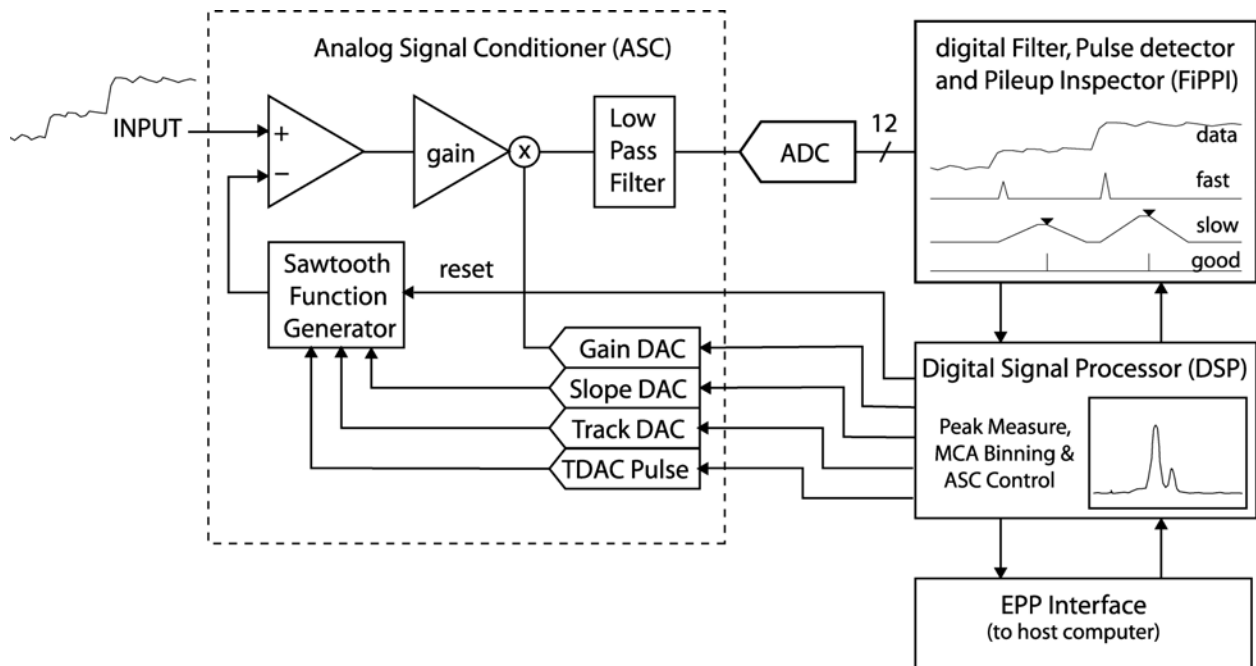 Analog Signal Conditioner (ASC)
INPUT
+
−
gain
x
Low
Pass
Filter
ADC
12
digital Filter, Pulse detector
and Pileup Inspector (FiPPI)
data
fast
slow
good
Sawtooth
Function
Generator
reset
Gain DAC
Slope DAC
Track DAC
TDAC Pulse
Digital Signal Processor (DSP)
Peak Measure,
MCA Binning &
ASC Control
EPP Interface
(to host computer)